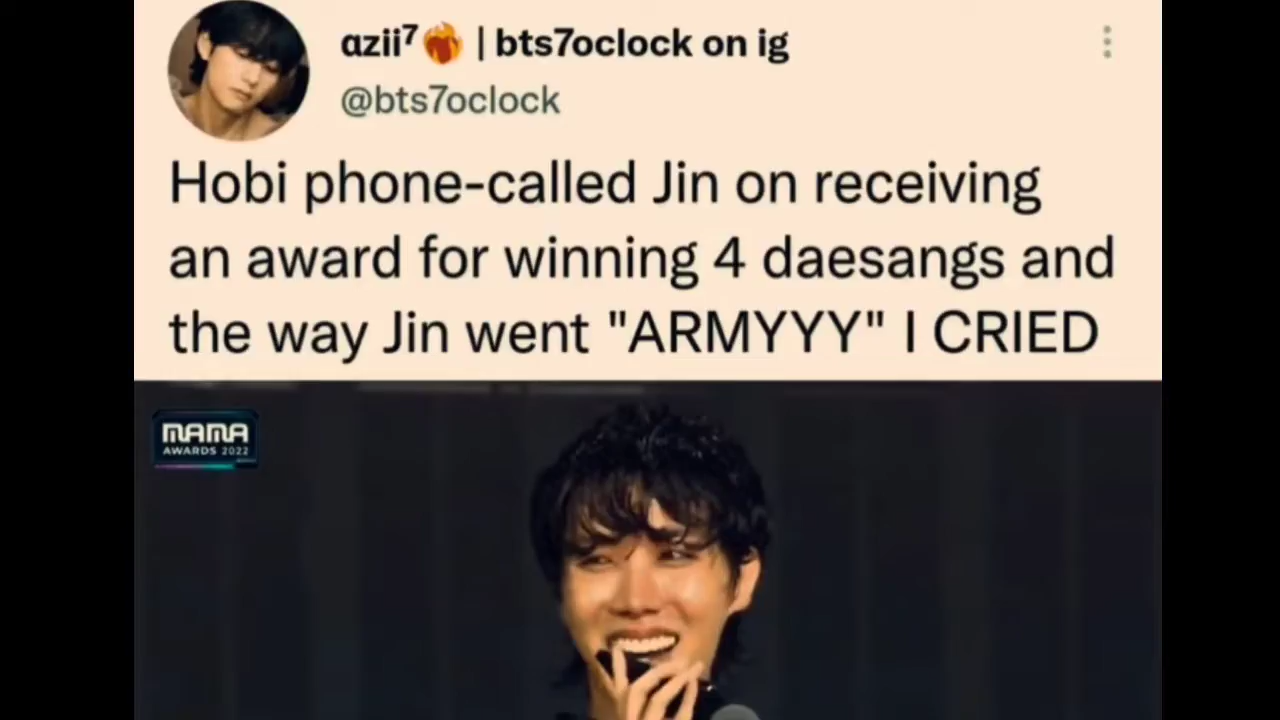 azii⁷❤️‍🔥 | bts7oclock on ig
@bts7oclock
Hobi phone-called Jin on receiving
an award for winning 4 daesangs and
the way Jin went "ARMYYY" I CRIED
MAMA
AWARDS 2022